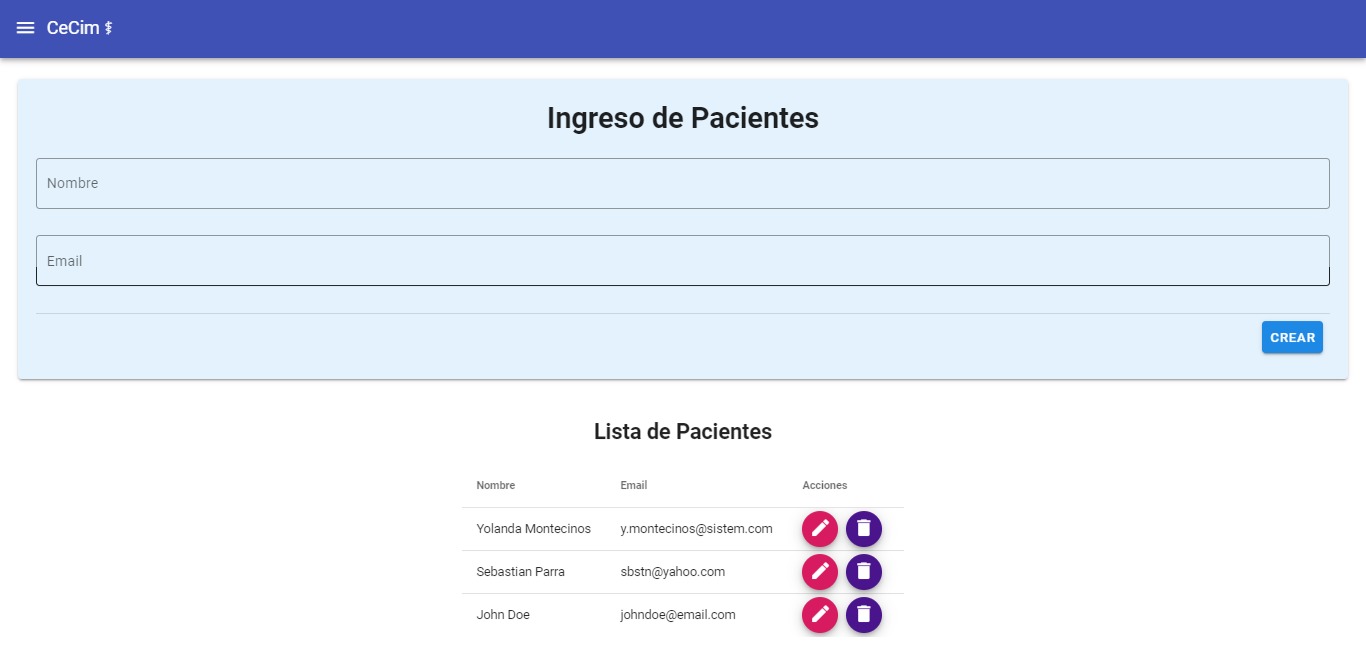 CeCim $
Ingreso de Pacientes
Nombre
Email
CREAR
Lista de Pacientes
Nombre Email Acciones
Yolanda Montecinos y.montecinos@sistem.com
Sebastian Parra sbstn@yahoo.com
John Doe johndoe@email.com